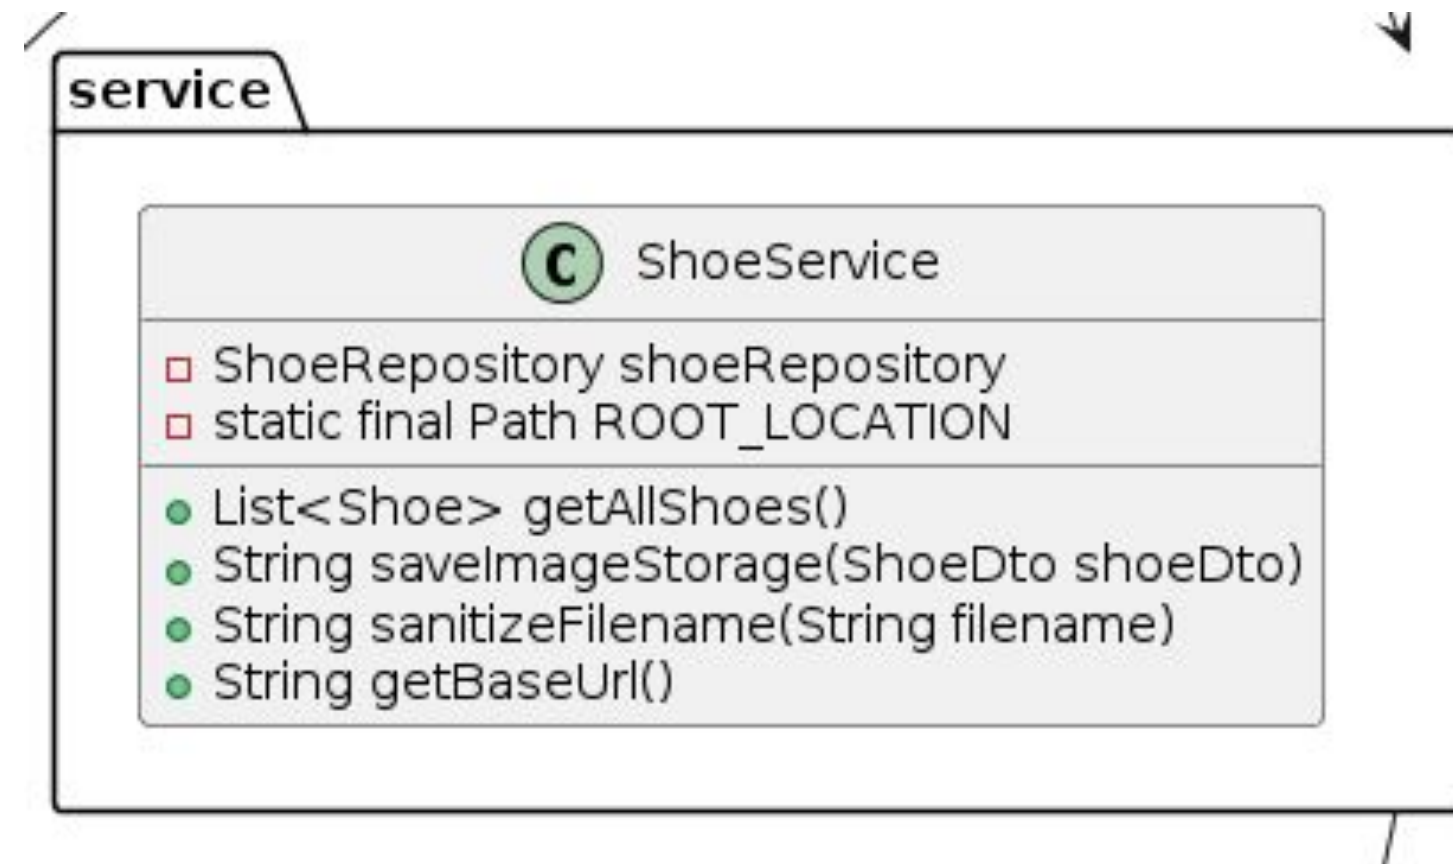 service
C ShoeService
ShoeRepository shoeRepository
static final Path ROOT_LOCATION
List<Shoe> getAllShoes()
String saveImageStorage(ShoeDto shoeDto)
String sanitizeFilename(String filename)
String getBaseUrl()